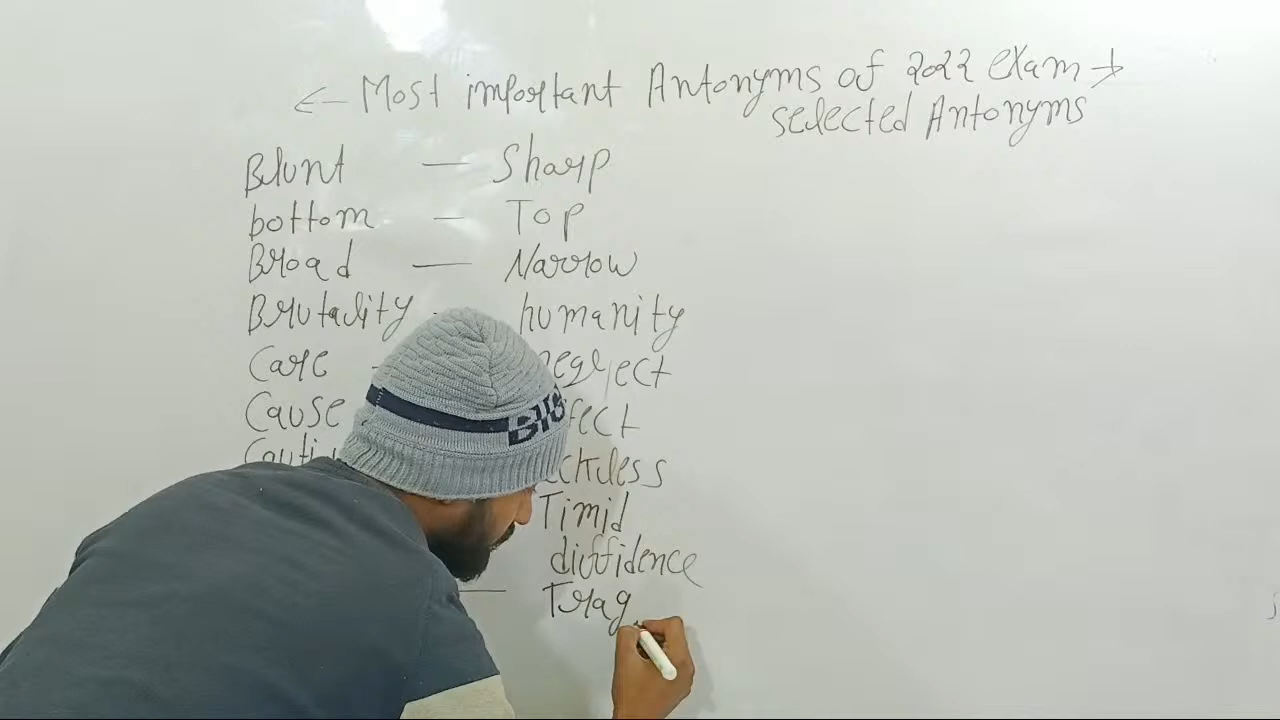 ← Most important Antonyms of 2022 exam →
selected Antonyms
Blunt — Sharp
bottom — Top
Broad — Narrow
Brutality - humanity
Care - neglect
Cause
Timid
diffidence
— Trag